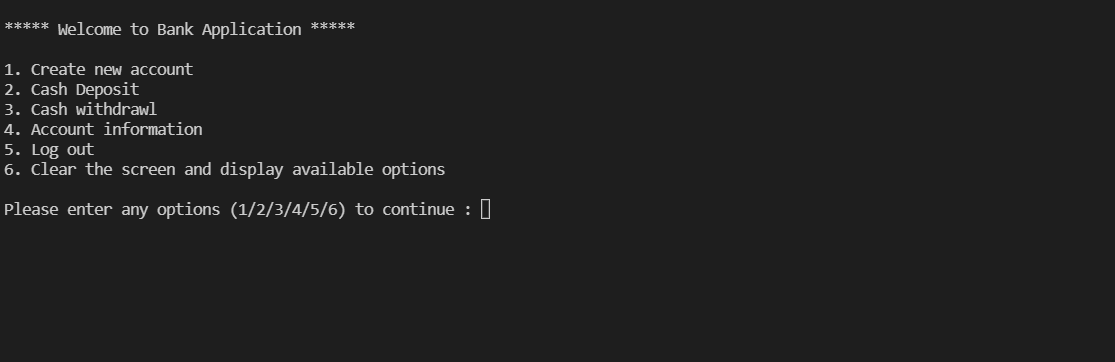 ***** Welcome to Bank Application *****
1. Create new account
2. Cash Deposit
3. Cash withdrawl
4. Account information
5. Log out
6. Clear the screen and display available options
Please enter any options (1/2/3/4/5/6) to continue :